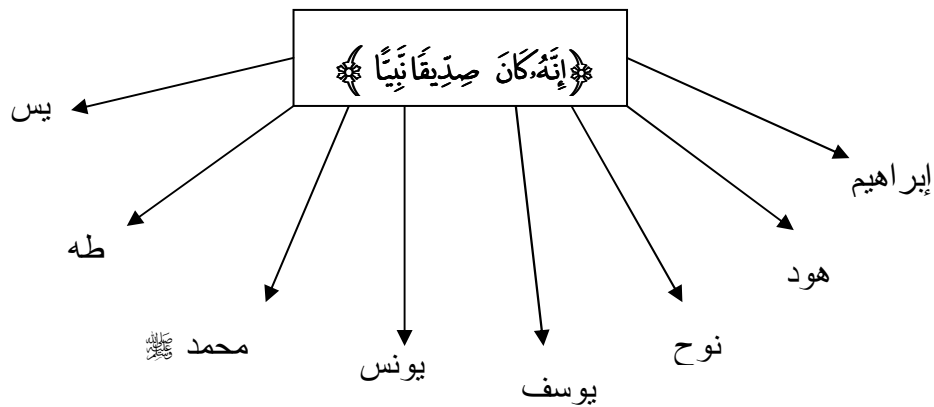 ﴿إِنَّهُ كَانَ صِدِّيقًا نَّبِيًّا﴾
إبراهيم
هود
نوح
يوسف
يونس
محمد ﷺ
طه
يس